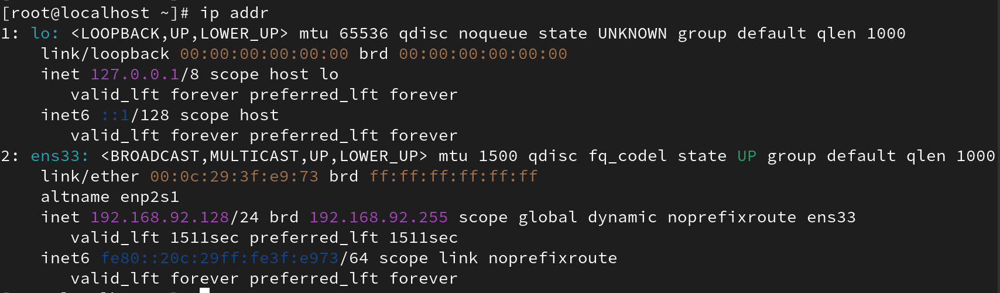 [root@localhost ~]# ip addr
1: lo: <LOOPBACK,UP,LOWER_UP> mtu 65536 qdisc noqueue state UNKNOWN group default qlen 1000
    link/loopback 00:00:00:00:00:00 brd 00:00:00:00:00:00
    inet 127.0.0.1/8 scope host lo
       valid_lft forever preferred_lft forever
    inet6 ::1/128 scope host
       valid_lft forever preferred_lft forever
2: ens33: <BROADCAST,MULTICAST,UP,LOWER_UP> mtu 1500 qdisc fq_codel state UP group default qlen 1000
    link/ether 00:0c:29:3f:e9:73 brd ff:ff:ff:ff:ff:ff
    altname enp2s1
    inet 192.168.92.128/24 brd 192.168.92.255 scope global dynamic noprefixroute ens33
       valid_lft 1511sec preferred_lft 1511sec
    inet6 fe80::20c:29ff:fe3f:e973/64 scope link noprefixroute
       valid_lft forever preferred_lft forever